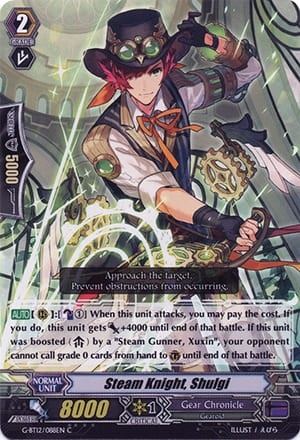 2
GRADE
5000
Approach the target.
Prevent obstructions from occurring.
AUTO [ ]:[ 1] When this unit attacks, you may pay the cost. If
you do, this unit gets +4000 until end of that battle. If this unit
was boosted ( ) by a "Steam Gunner, Xuxin", your opponent
cannot call grade 0 cards from hand to until end of that battle.
NORMAL
UNIT
Steam Knight, Shulgi
POWER
8000
1
CRITICAL
Gear Chronicle
Gearoid
G-BT12/088EN C
ILLUST /